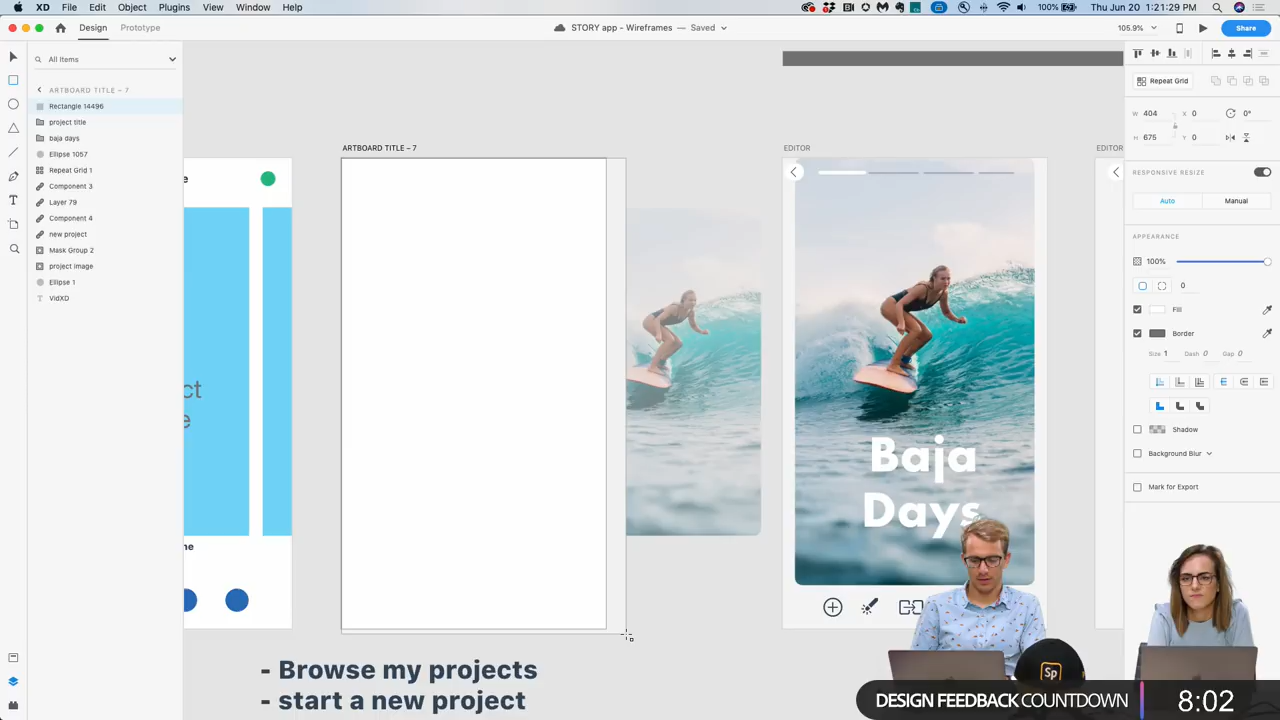 XD File Edit Object Plugins View Window Help
100% Thu Jun 20 1:21:29 PM
Design Prototype
STORY app - Wireframes — Saved
105.9%
Share
All Items
ARTBOARD TITLE – 7
Rectangle 14496
project title
baja days
Ellipse 1057
Repeat Grid 1
Component 3
Layer 79
Component 4
new project
Mask Group 2
project image
Ellipse 1
VidXD
ARTBOARD TITLE – 7
EDITOR
EDITOR
e
ct
e
ne
Baja
Days
- Browse my projects
- start a new project
Repeat Grid
W 404 X 0 0°
H 675 Y 0
RESPONSIVE RESIZE
Auto Manual
APPEARANCE
100%
0
Fill
Border
Size 1 Dash 0 Gap 0
Shadow
Background Blur
Mark for Export
Sp
DESIGN FEEDBACK COUNTDOWN 8:02